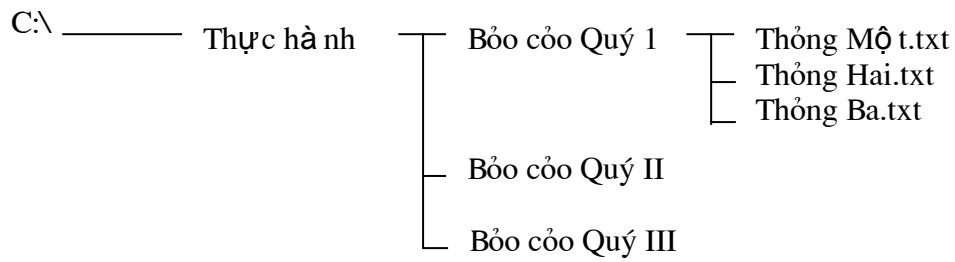 C:\ Thực hành Bỏo cỏo Quý 1 Thỏng Một.txt
Thỏng Hai.txt
Thỏng Ba.txt
Bỏo cỏo Quý II
Bỏo cỏo Quý III